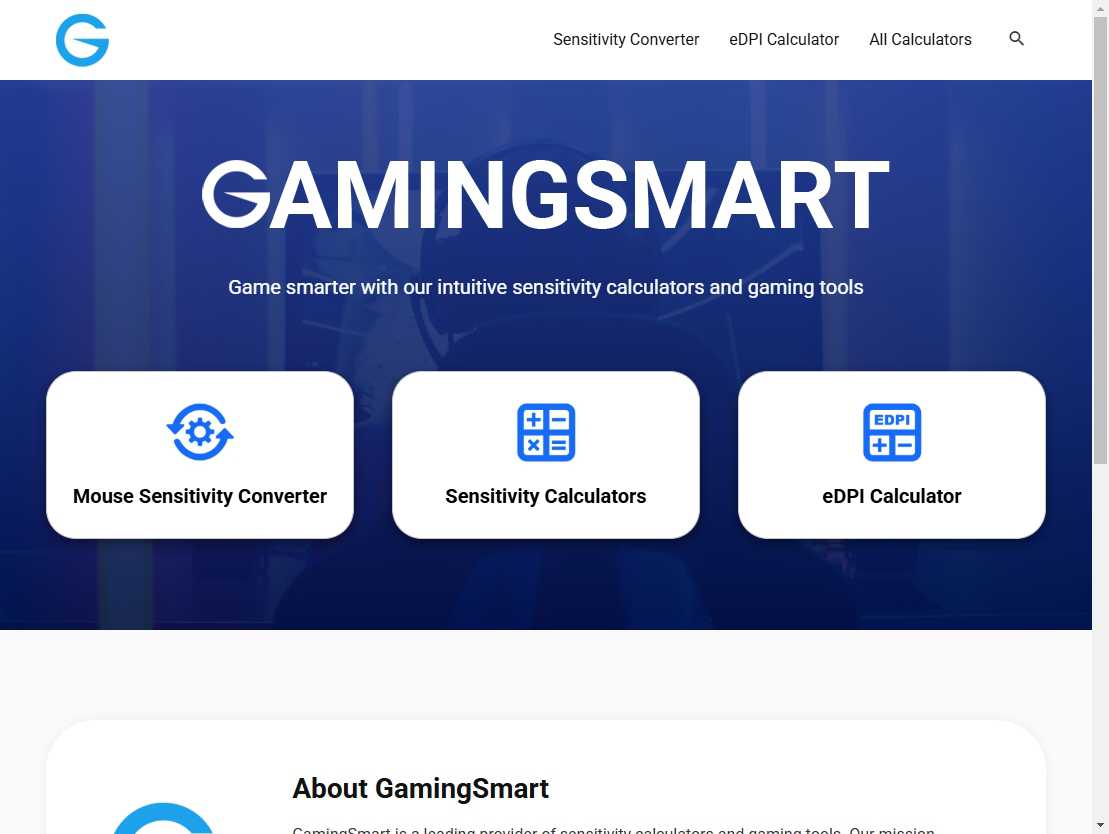 Sensitivity Converter eDPI Calculator All Calculators
GAMINGSMART
Game smarter with our intuitive sensitivity calculators and gaming tools
EDPI
Mouse Sensitivity Converter
Sensitivity Calculators
eDPI Calculator
About GamingSmart
GamingSmart is a leading provider of sensitivity calculators and gaming tools. Our mission